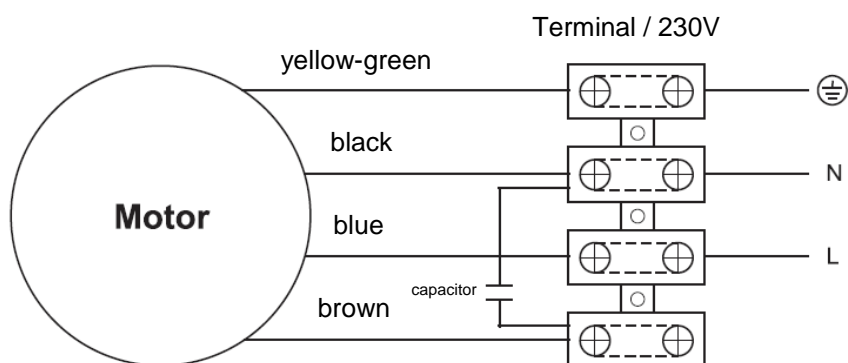 Terminal / 230V
yellow-green
black
N
Motor
blue
L
capacitor
brown